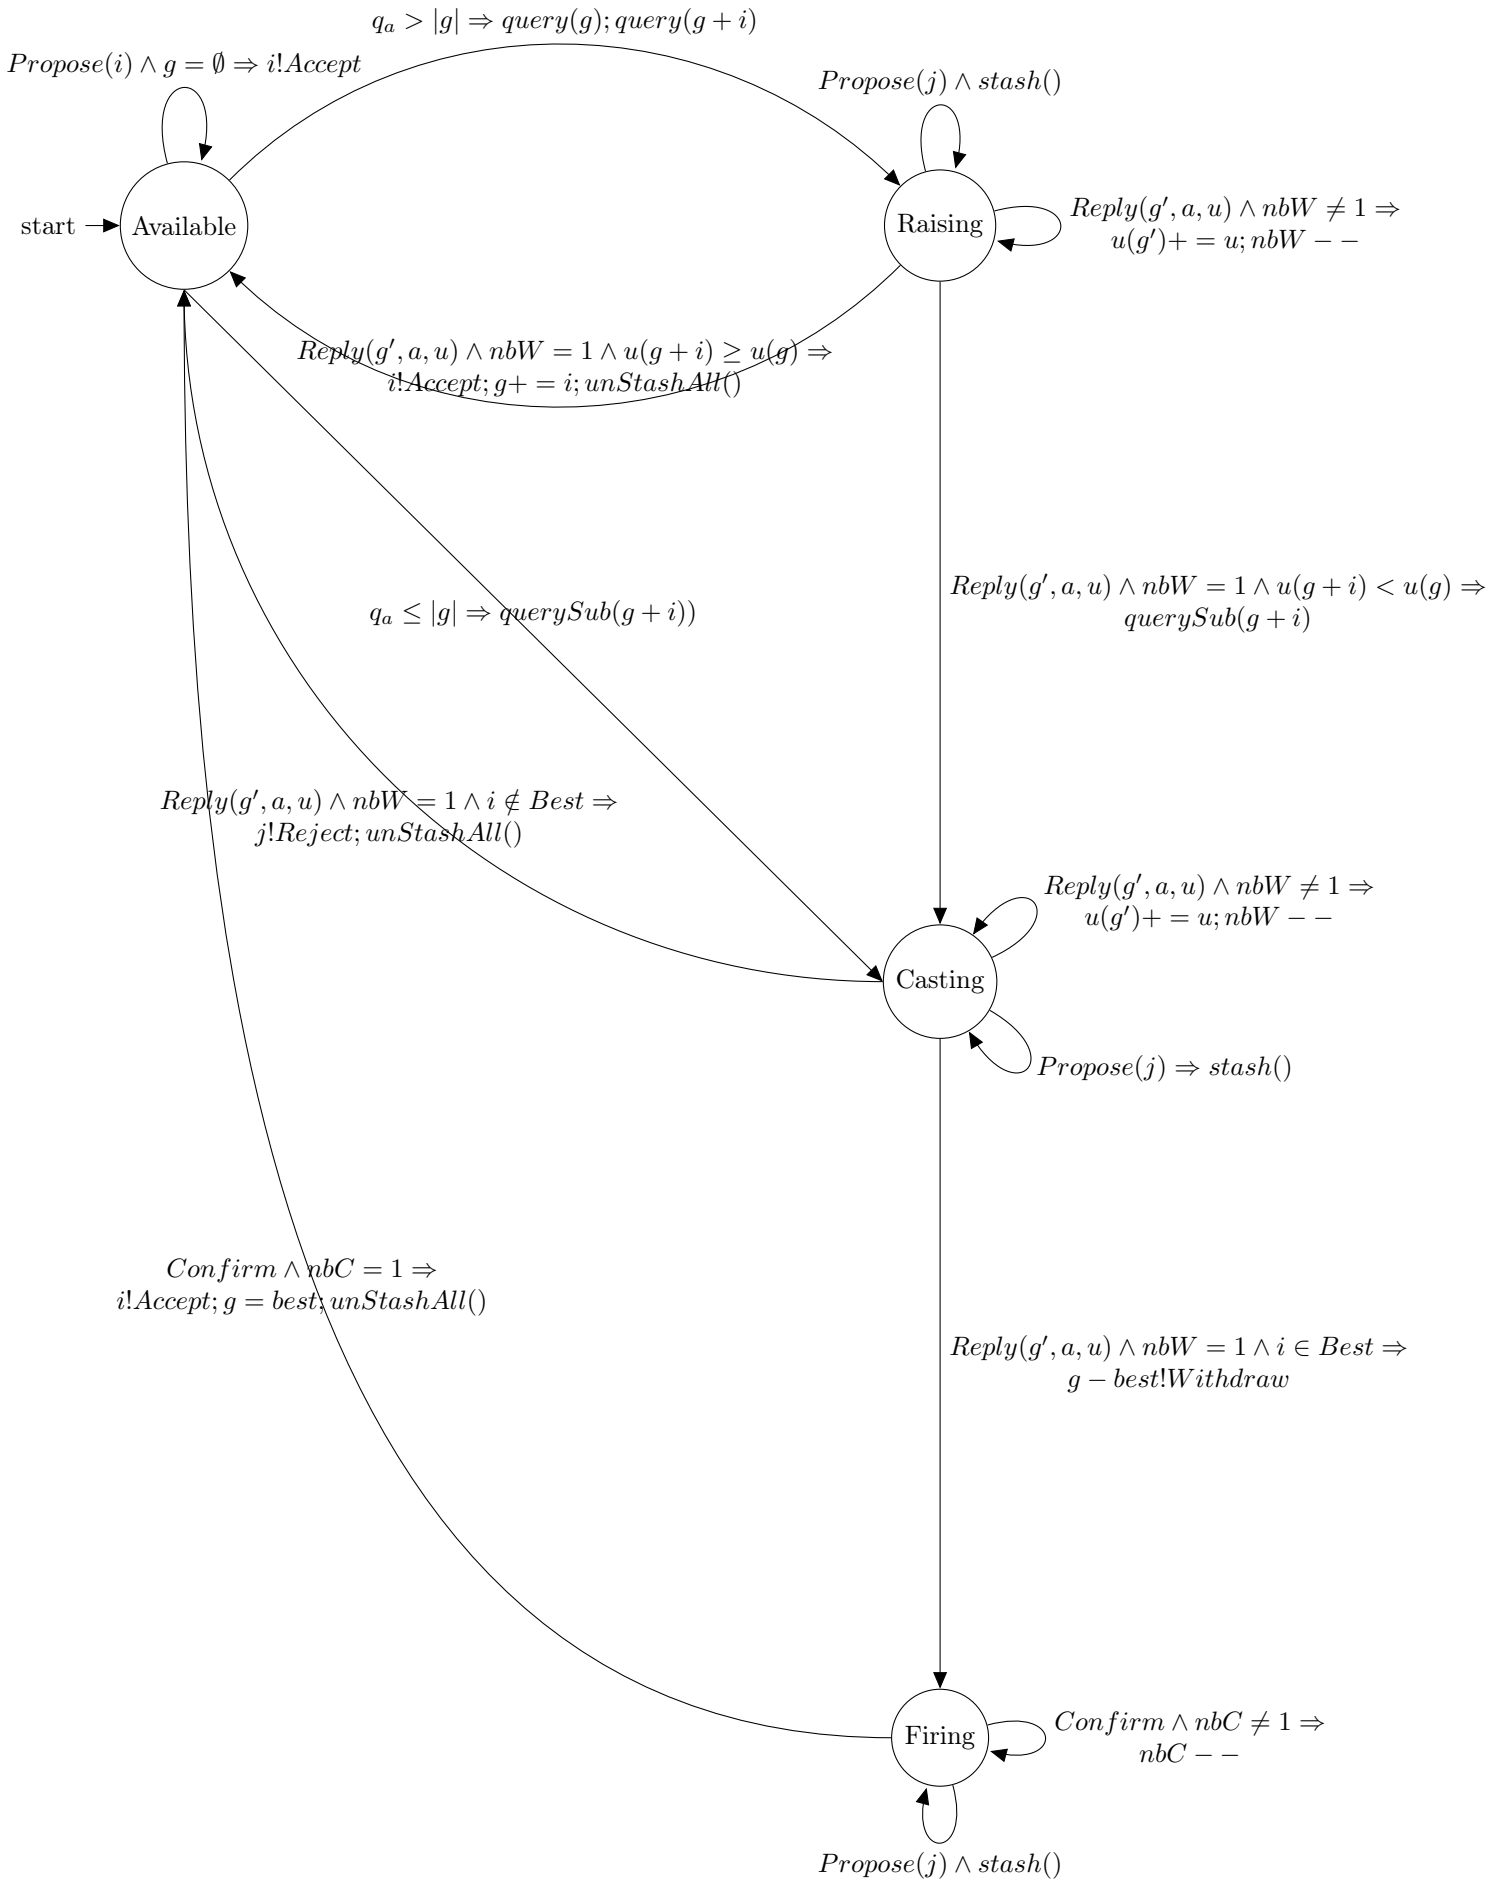 q_a > |g| ⇒ query(g); query(g + i)
Propose(i) ∧ g = ∅ ⇒ i!Accept
Propose(j) ∧ stash()
start
Available
Raising
Reply(g′, a, u) ∧ nbW ≠ 1 ⇒
u(g′)+ = u; nbW − −
Reply(g′, a, u) ∧ nbW = 1 ∧ u(g + i) ≥ u(g) ⇒
i!Accept; g+ = i; unStashAll()
Reply(g′, a, u) ∧ nbW = 1 ∧ u(g + i) < u(g) ⇒
querySub(g + i)
q_a ≤ |g| ⇒ querySub(g + i))
Reply(g′, a, u) ∧ nbW = 1 ∧ i ∉ Best ⇒
j!Reject; unStashAll()
Reply(g′, a, u) ∧ nbW ≠ 1 ⇒
u(g′)+ = u; nbW − −
Casting
Propose(j) ⇒ stash()
Confirm ∧ nbC = 1 ⇒
i!Accept; g = best; unStashAll()
Reply(g′, a, u) ∧ nbW = 1 ∧ i ∈ Best ⇒
g − best!Withdraw
Firing
Confirm ∧ nbC ≠ 1 ⇒
nbC − −
Propose(j) ∧ stash()